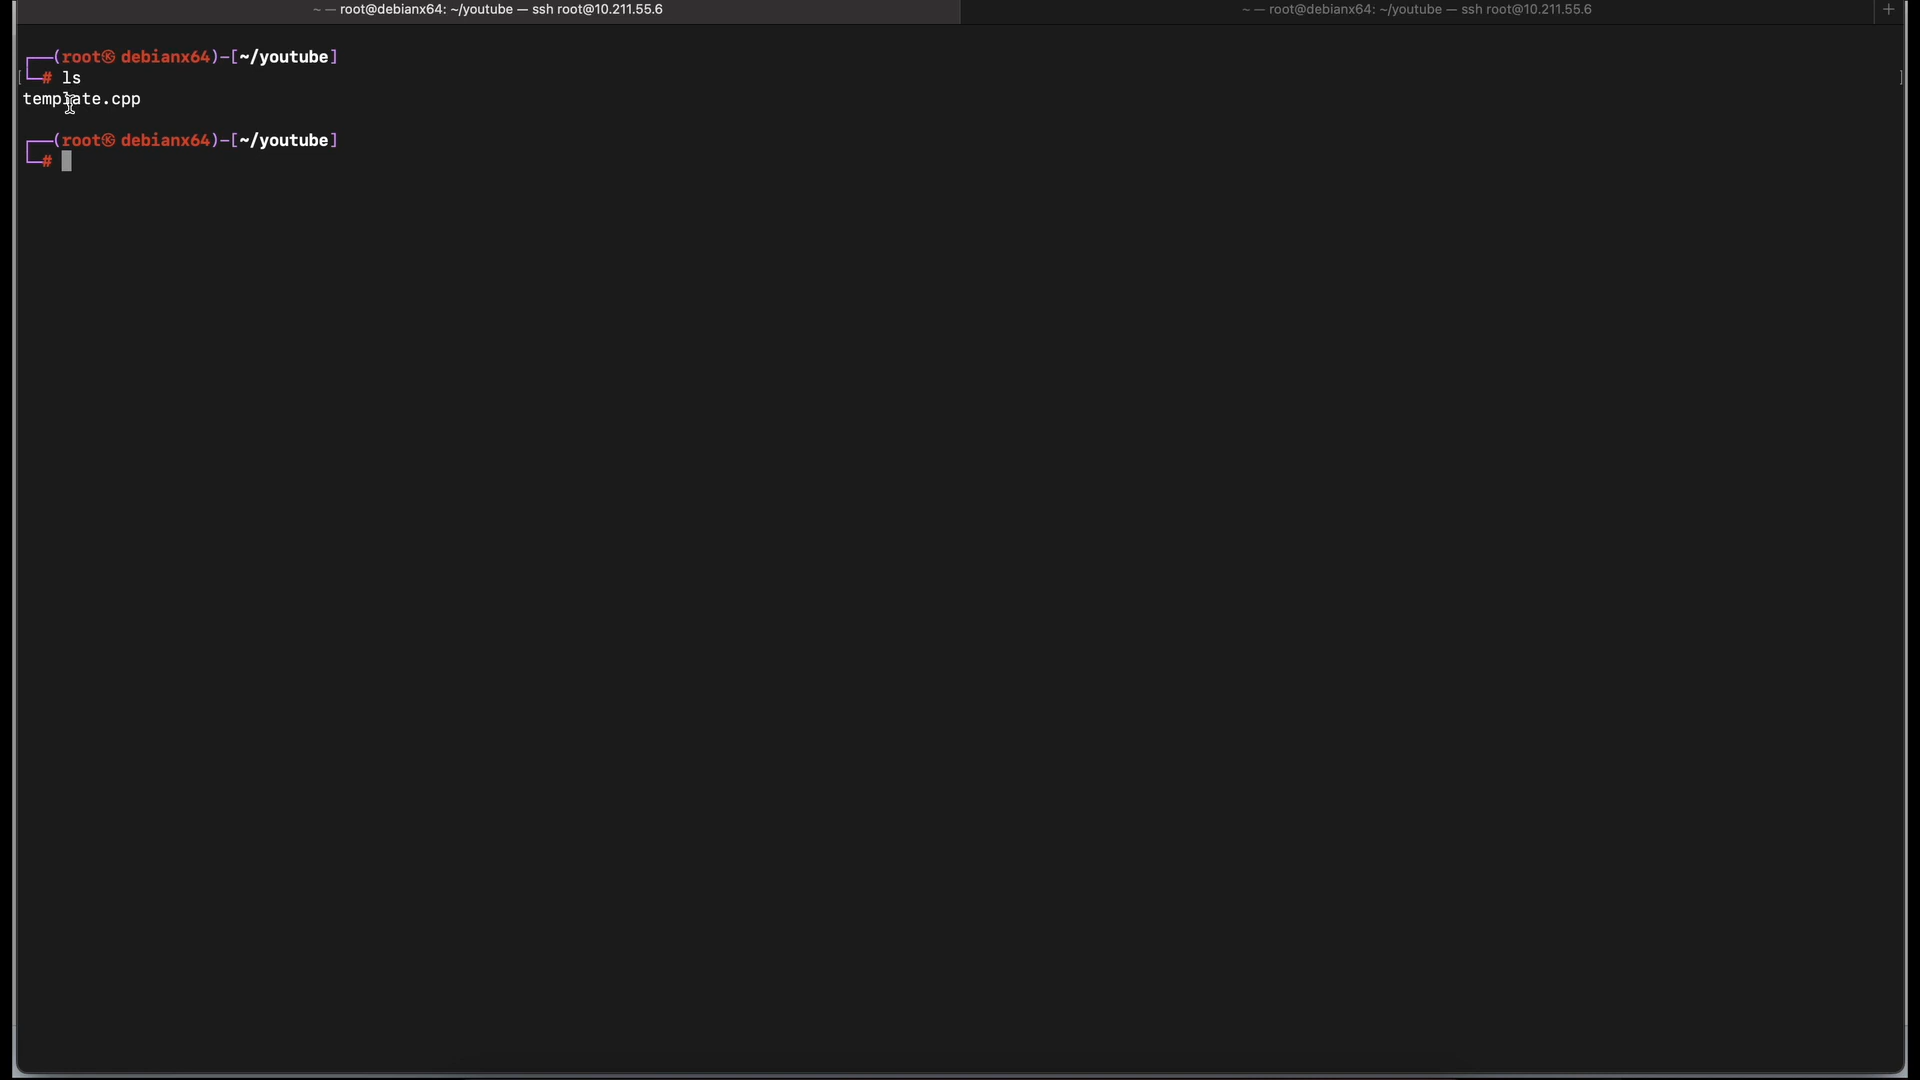 ~ — root@debianx64: ~/youtube — ssh root@10.211.55.6
~ — root@debianx64: ~/youtube — ssh root@10.211.55.6
+
┌──(root㉿debianx64)-[~/youtube]
└─# ls
template.cpp
┌──(root㉿debianx64)-[~/youtube]
└─#